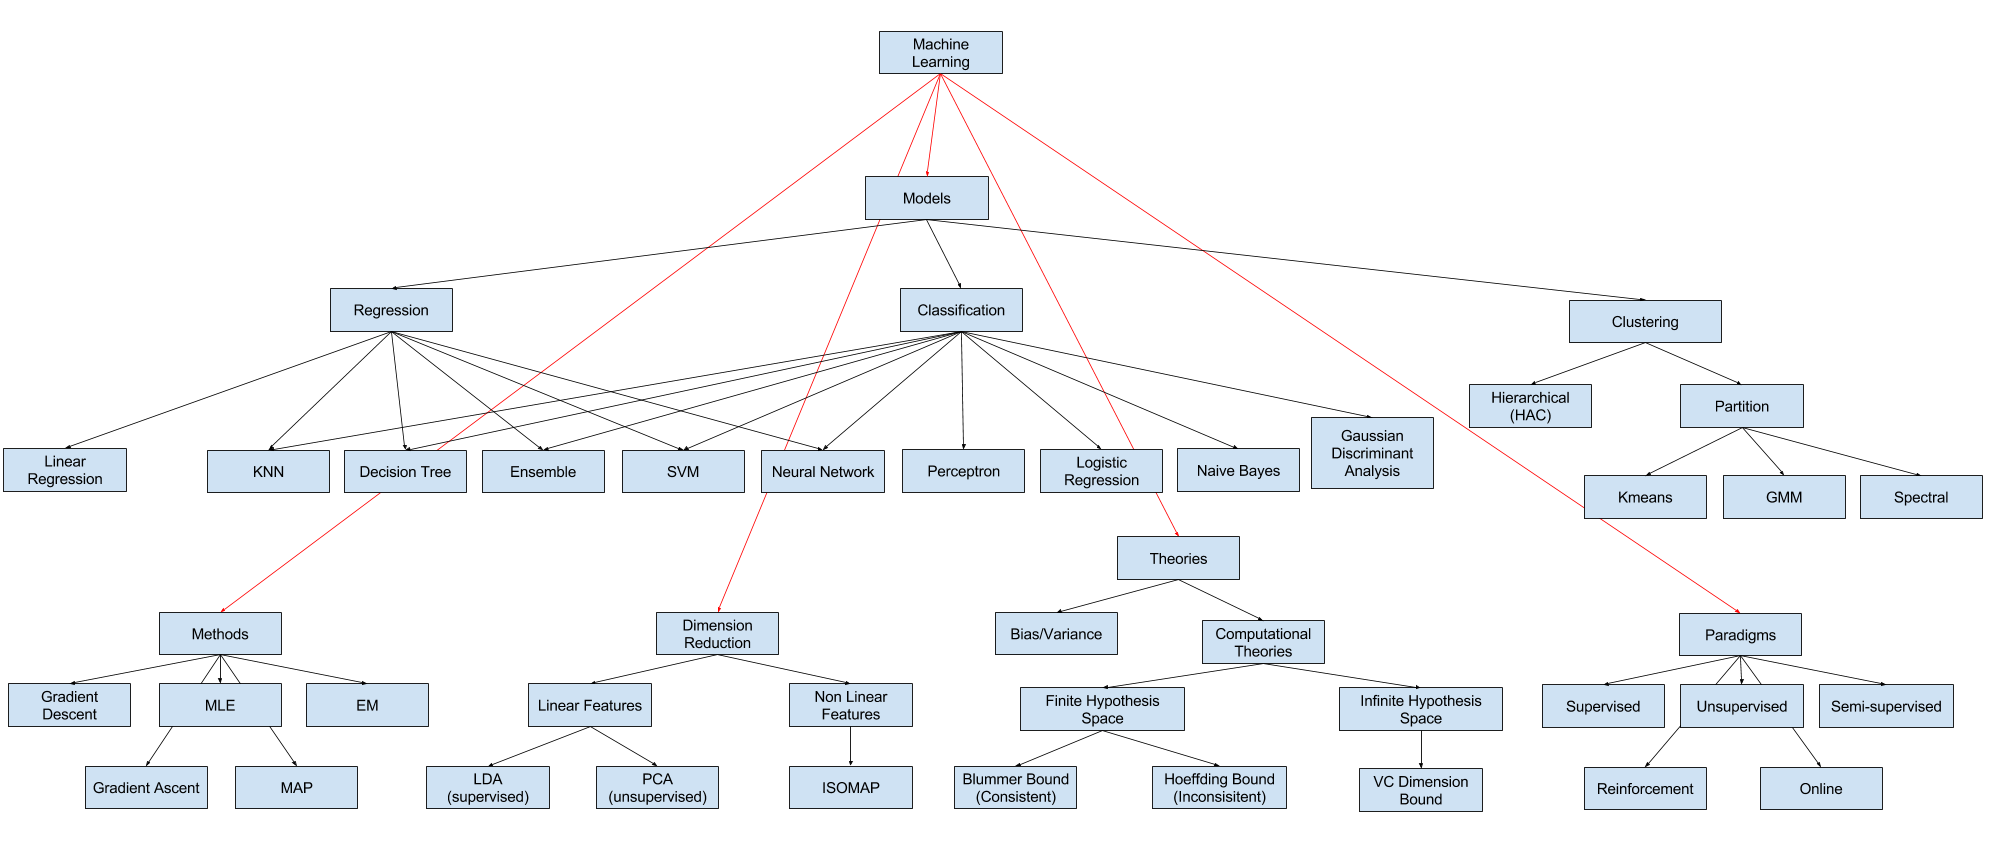 Machine
Learning
Models
Regression
Classification
Clustering
Hierarchical
(HAC)
Partition
Linear
Regression
KNN
Decision Tree
Ensemble
SVM
Neural Network
Perceptron
Logistic
Regression
Naive Bayes
Gaussian
Discriminant
Analysis
Kmeans
GMM
Spectral
Theories
Methods
Dimension
Reduction
Bias/Variance
Computational
Theories
Paradigms
Gradient
Descent
MLE
EM
Linear Features
Non Linear
Features
Finite Hypothesis
Space
Infinite Hypothesis
Space
Supervised
Unsupervised
Semi-supervised
Gradient Ascent
MAP
LDA
(supervised)
PCA
(unsupervised)
ISOMAP
Blummer Bound
(Consistent)
Hoeffding Bound
(Inconsisitent)
VC Dimension
Bound
Reinforcement
Online